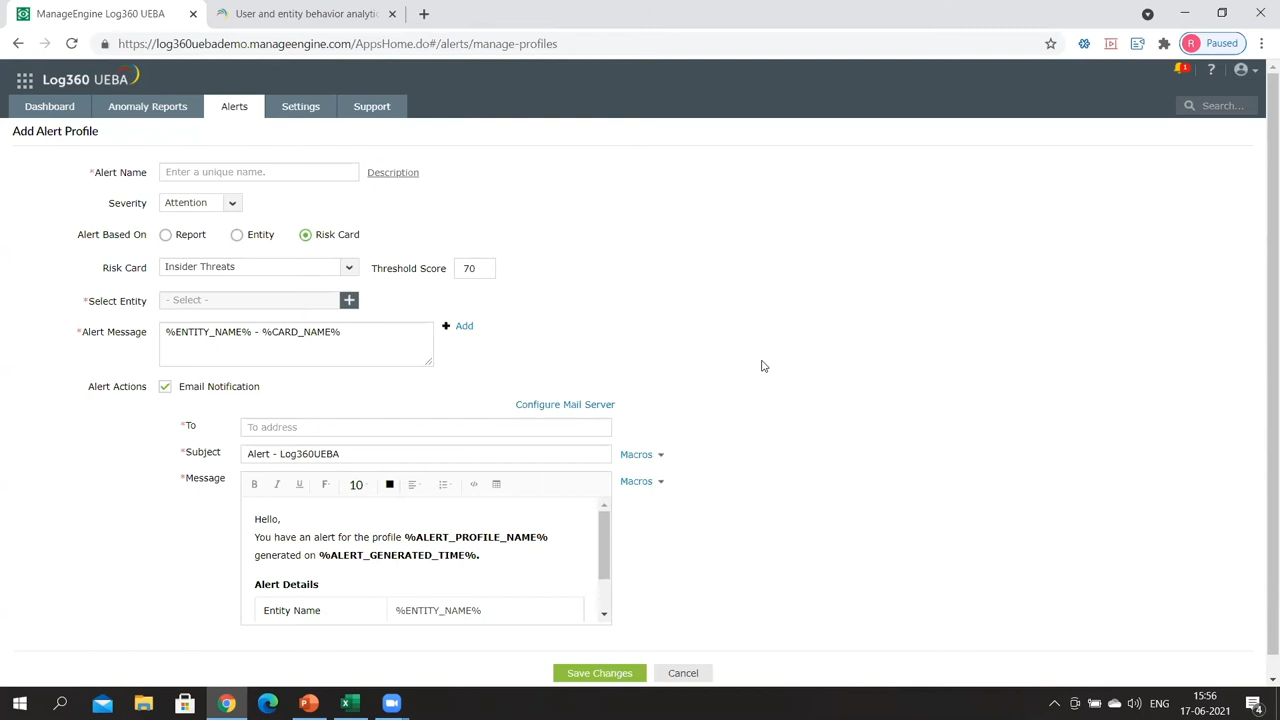 ManageEngine Log360 UEBA
User and entity behavior analytic
R Paused
https://log360uebademo.manageengine.com/AppsHome.do#/alerts/manage-profiles
Log360 UEBA
1
?
Dashboard
Anomaly Reports
Alerts
Settings
Support
Search...
Add Alert Profile
*Alert Name
Enter a unique name.
Description
Severity
Attention
Alert Based On
Report
Entity
Risk Card
Risk Card
Insider Threats
Threshold Score
70
*Select Entity
- Select -
+
*Alert Message
%ENTITY_NAME% - %CARD_NAME%
Add
Alert Actions
Email Notification
Configure Mail Server
*To
To address
*Subject
Alert - Log360UEBA
Macros
*Message
B I U F 10
Macros
Hello,
You have an alert for the profile %ALERT_PROFILE_NAME%
generated on %ALERT_GENERATED_TIME%.
Alert Details
Entity Name
%ENTITY_NAME%
Save Changes
Cancel
ENG
15:56
17-06-2021
4